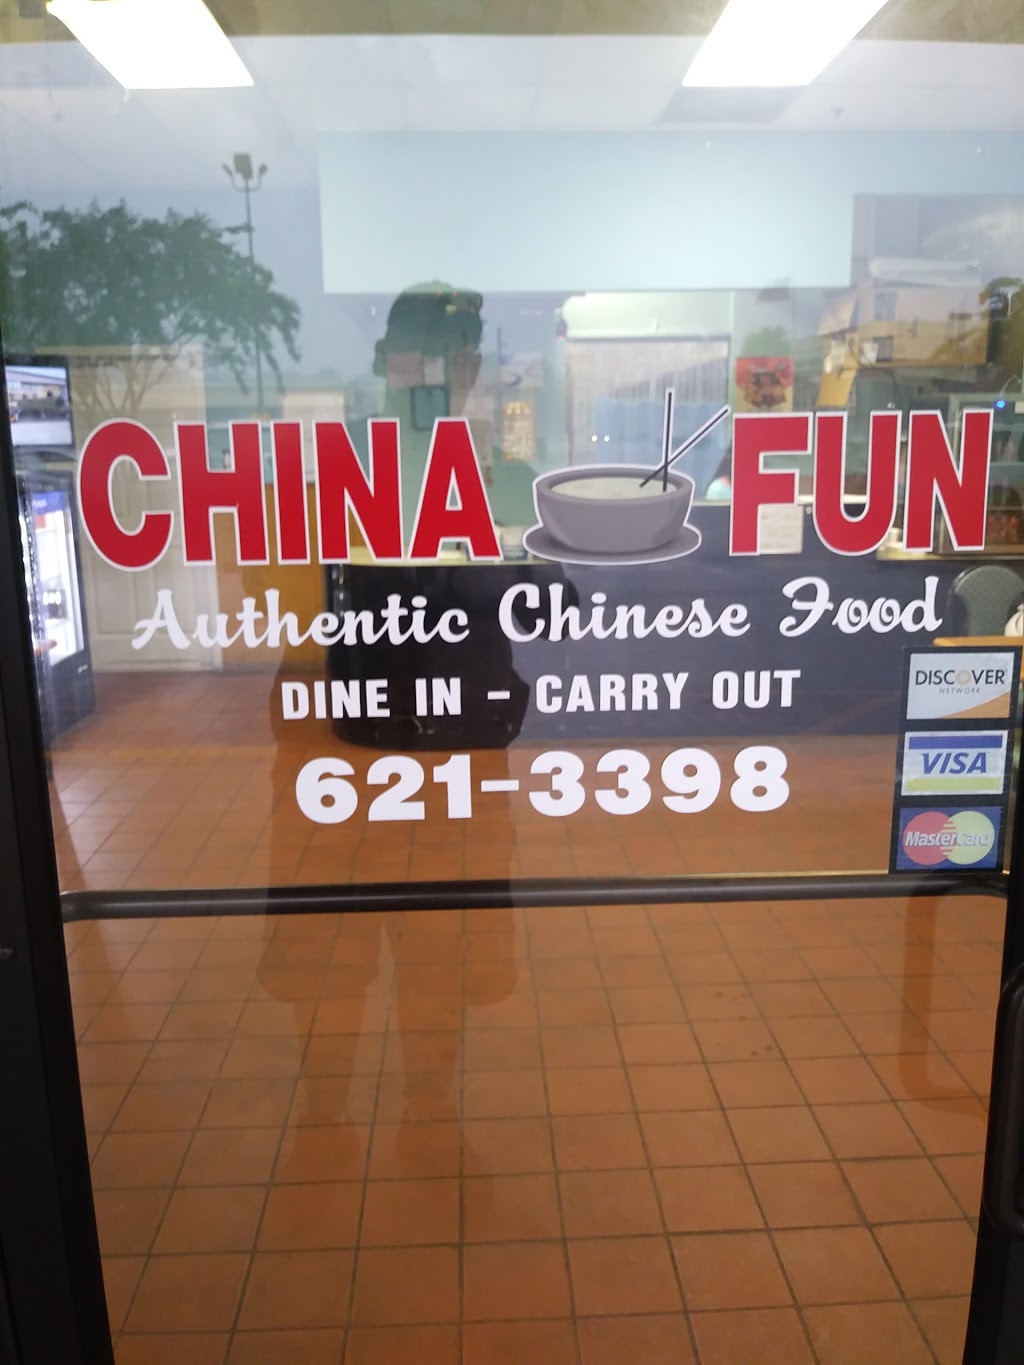 CHINA FUN
Authentic Chinese Food
DINE IN - CARRY OUT
621-3398
DISCOVER
NETWORK
VISA
MasterCard